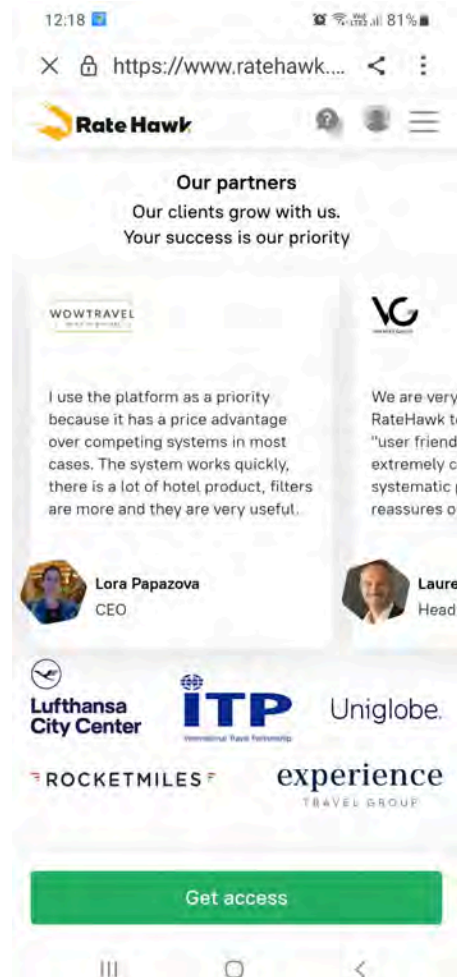 12:18
81%
https://www.ratehawk....
Rate Hawk
Our partners
Our clients grow with us.
Your success is our priority
WOWTRAVEL
I use the platform as a priority
because it has a price advantage
over competing systems in most
cases. The system works quickly,
there is a lot of hotel product, filters
are more and they are very useful.
Lora Papazova
CEO
VG
We are very
RateHawk t
"user friend
extremely c
systematic
reassures o
Laure
Head
Lufthansa
City Center
ITP
International Travel Partnership
Uniglobe.
ROCKETMILES
experience
TRAVEL GROUP
Get access